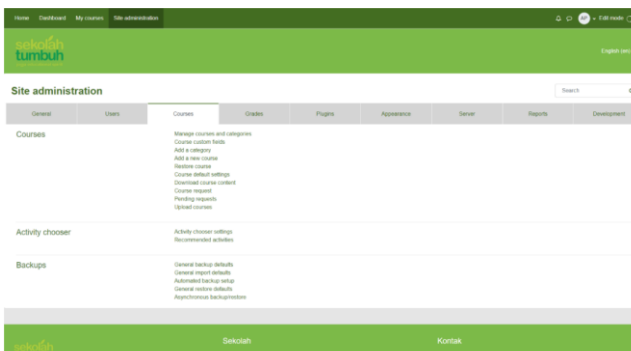 Home Dashboard My courses Site administration AP Edit mode
sekolah
tumbuh
English (en)
Site administration
Search
General Users Courses Grades Plugins Appearance Server Reports Development
Courses
Manage courses and categories
Course custom fields
Add a category
Add a new course
Restore course
Course default settings
Download course content
Course request
Pending requests
Upload courses
Activity chooser
Activity chooser settings
Recommended activities
Backups
General backup defaults
General import defaults
Automated backup setup
General restore defaults
Asynchronous backup/restore
sekolah
Sekolah
Kontak